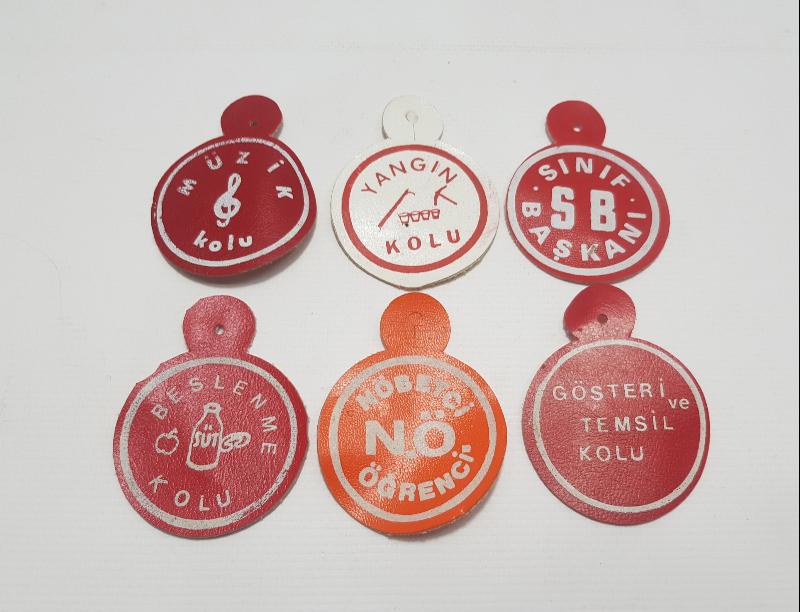 MÜZİK
kolu
YANGIN
KOLU
SINIF
SB
BAŞKANI
BESLENME
SÜT
KOLU
NÖBETÇİ
N.Ö.
ÖĞRENCİ
GÖSTERİ
ve
TEMSİL
KOLU